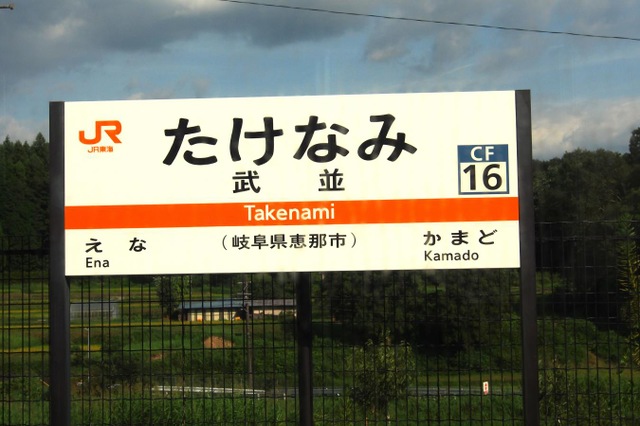 JR
JR東海
たけなみ
武並
CF
16
Takenami
えな
（岐阜県恵那市）
かまど
Ena
Kamado